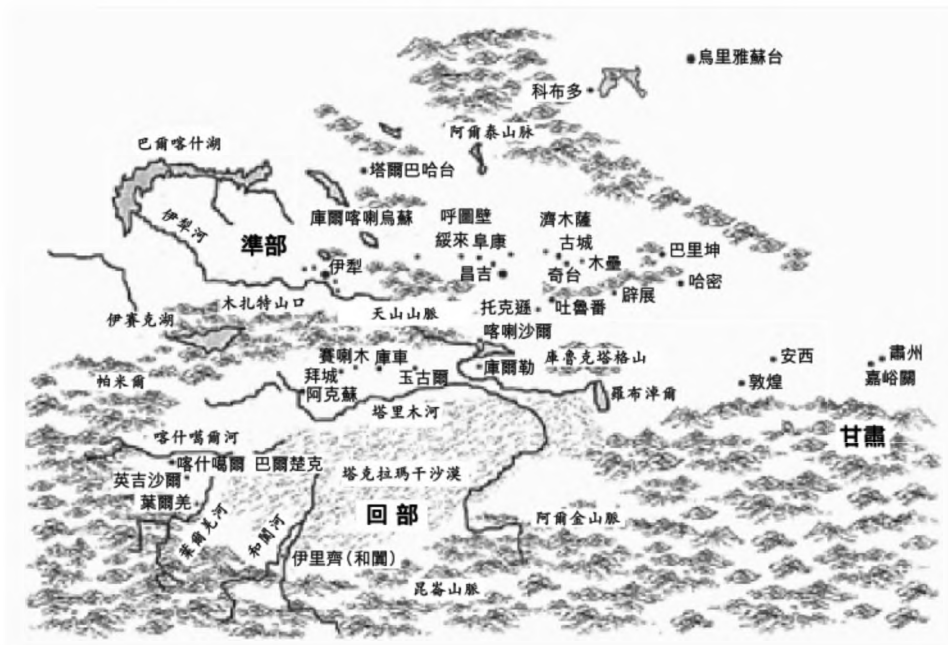 烏里雅蘇台
科布多
阿爾泰山脉
巴爾喀什湖
塔爾巴哈台
庫爾喀喇烏蘇
呼圖壁
濟木薩
伊犁河
準部
綏來
阜康
古城
巴里坤
伊犁
昌吉
奇台
木壘
哈密
木扎特山口
天山山脈
托克遜
吐魯番
辟展
伊賽克湖
喀喇沙爾
賽喇木
庫車
庫爾勒
庫魯克塔格山
安西
肅州
帕米爾
拜城
玉古爾
敦煌
嘉峪關
阿克蘇
羅布淖爾
塔里木河
甘肅
喀什噶爾河
喀什噶爾
巴爾楚克
塔克拉瑪干沙漠
英吉沙爾
葉爾羌
回部
阿爾金山脈
葉爾羌河
和闐河
伊里齊(和闐)
昆崙山脈